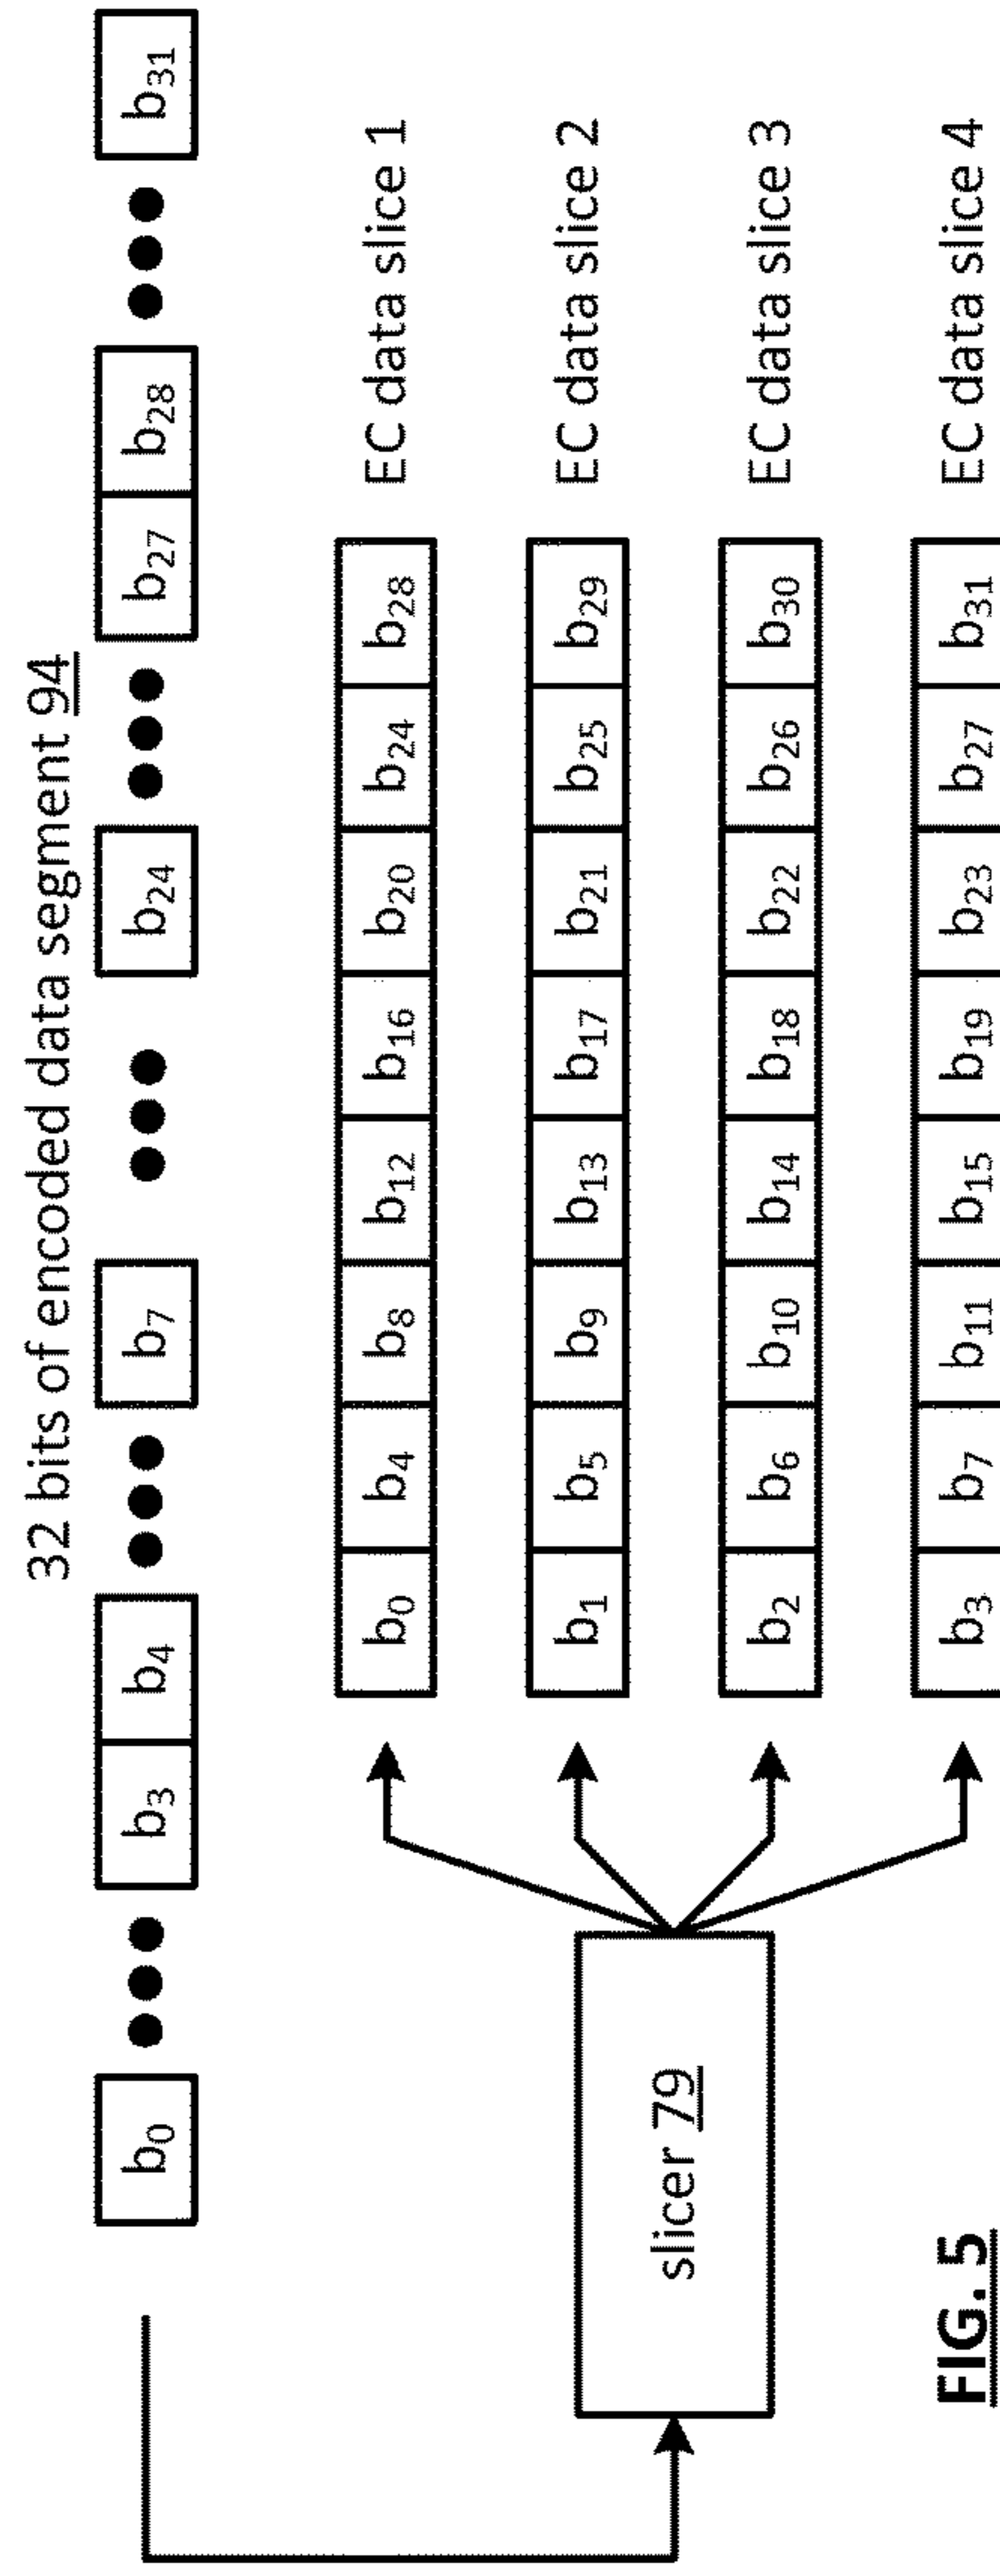 32 bits of encoded data segment 94
b0 ••• b3 b4 ••• b7 ••• b24 ••• b27 b28 ••• b31
b0 b4 b8 b12 b16 b20 b24 b28 EC data slice 1
b1 b5 b9 b13 b17 b21 b25 b29 EC data slice 2
slicer 79
b2 b6 b10 b14 b18 b22 b26 b30 EC data slice 3
b3 b7 b11 b15 b19 b23 b27 b31 EC data slice 4
FIG. 5